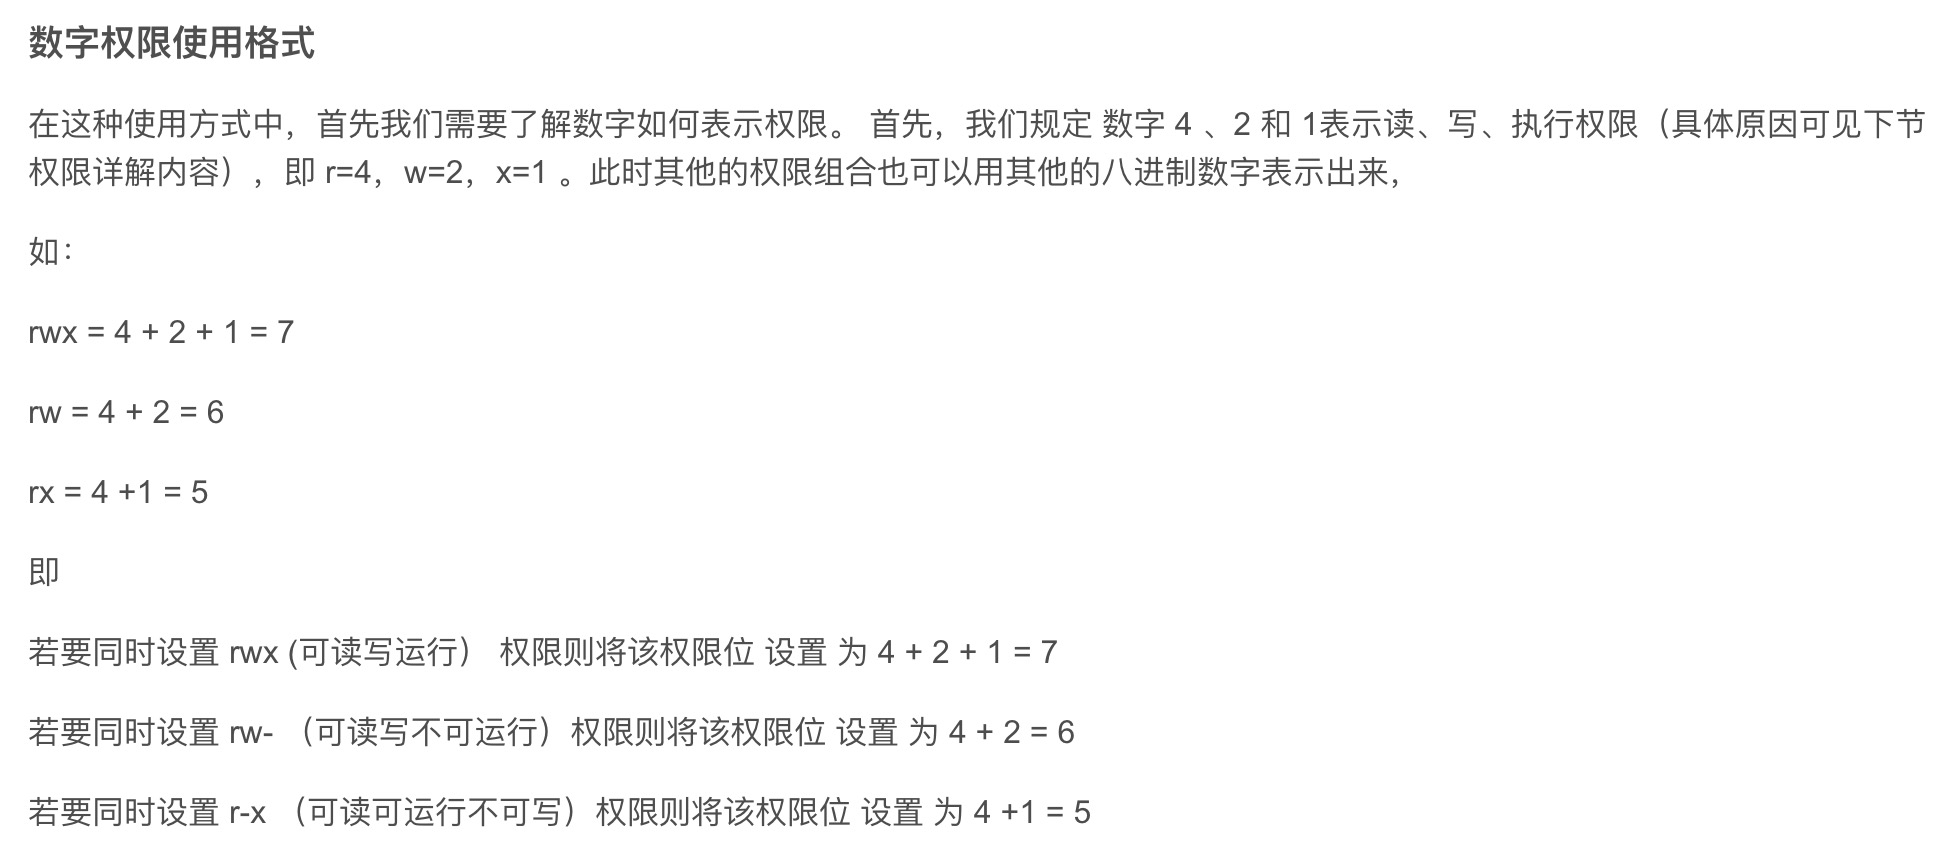 数字权限使用格式
在这种使用方式中，首先我们需要了解数字如何表示权限。 首先，我们规定 数字 4 、2 和 1表示读、写、执行权限（具体原因可见下节
权限详解内容），即 r=4，w=2，x=1 。此时其他的权限组合也可以用其他的八进制数字表示出来，
如：
rwx = 4 + 2 + 1 = 7
rw = 4 + 2 = 6
rx = 4 +1 = 5
即
若要同时设置 rwx (可读写运行） 权限则将该权限位 设置 为 4 + 2 + 1 = 7
若要同时设置 rw- （可读写不可运行）权限则将该权限位 设置 为 4 + 2 = 6
若要同时设置 r-x （可读可运行不可写）权限则将该权限位 设置 为 4 +1 = 5